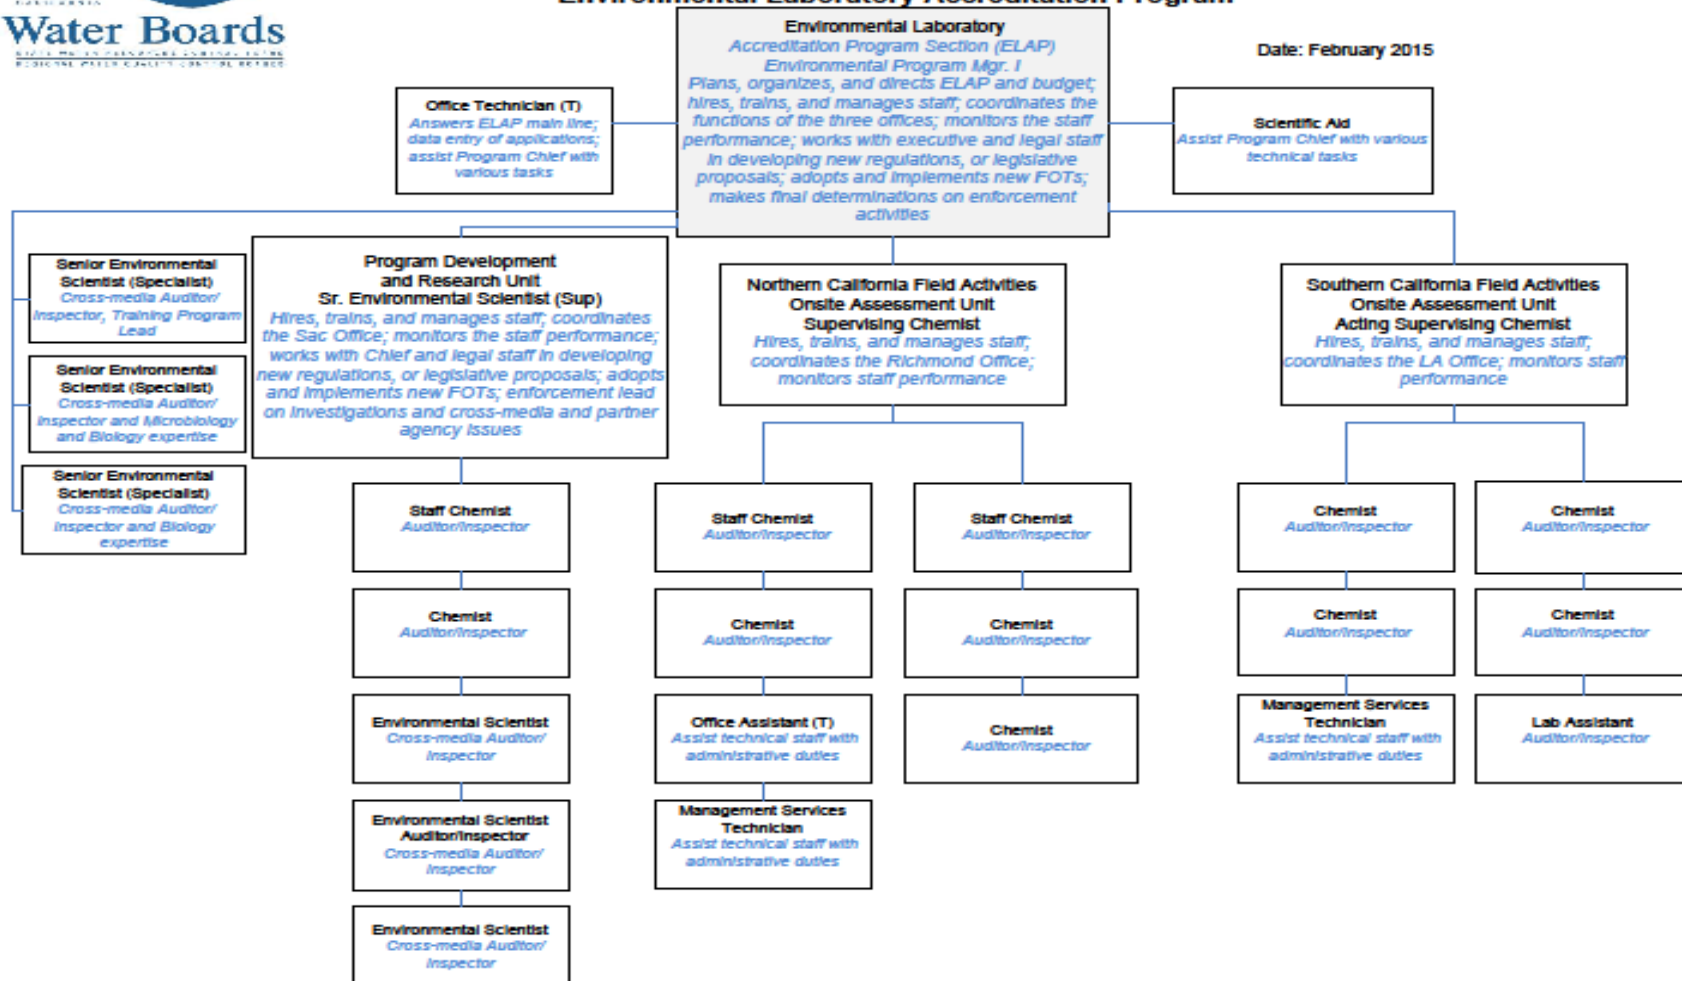 Environmental Laboratory Accreditation Program
Water Boards
Date: February 2015
Environmental Laboratory
Accreditation Program Section (ELAP)
Environmental Program Mgr. I
Plans, organizes, and directs ELAP and budget;
hires, trains, and manages staff; coordinates the
functions of the three offices; monitors the staff
performance; works with executive and legal staff
in developing new regulations, or legislative
proposals; adopts and implements new FOTs;
makes final determinations on enforcement
activities
Office Technician (T)
Answers ELAP main line;
data entry of applications;
assist Program Chief with
various tasks
Scientific Aid
Assist Program Chief with various
technical tasks
Senior Environmental
Scientist (Specialist)
Cross-media Auditor/
Inspector, Training Program
Lead
Senior Environmental
Scientist (Specialist)
Cross-media Auditor/
Inspector and Microbiology
and Biology expertise
Senior Environmental
Scientist (Specialist)
Cross-media Auditor/
Inspector and Biology
expertise
Program Development
and Research Unit
Sr. Environmental Scientist (Sup)
Hires, trains, and manages staff; coordinates
the Sac Office; monitors the staff performance;
works with Chief and legal staff in developing
new regulations, or legislative proposals; adopts
and implements new FOTs; enforcement lead
on investigations and cross-media and partner
agency issues
Northern California Field Activities
Onsite Assessment Unit
Supervising Chemist
Hires, trains, and manages staff;
coordinates the Richmond Office;
monitors staff performance
Southern California Field Activities
Onsite Assessment Unit
Acting Supervising Chemist
Hires, trains, and manages staff;
coordinates the LA Office; monitors staff
performance
Staff Chemist
Auditor/Inspector
Chemist
Auditor/Inspector
Environmental Scientist
Cross-media Auditor/
Inspector
Environmental Scientist
Auditor/Inspector
Cross-media Auditor/
Inspector
Environmental Scientist
Cross-media Auditor/
Inspector
Staff Chemist
Auditor/Inspector
Chemist
Auditor/Inspector
Office Assistant (T)
Assist technical staff with
administrative duties
Management Services
Technician
Assist technical staff with
administrative duties
Staff Chemist
Auditor/Inspector
Chemist
Auditor/Inspector
Chemist
Auditor/Inspector
Chemist
Auditor/Inspector
Chemist
Auditor/Inspector
Management Services
Technician
Assist technical staff with
administrative duties
Chemist
Auditor/Inspector
Chemist
Auditor/Inspector
Lab Assistant
Auditor/Inspector